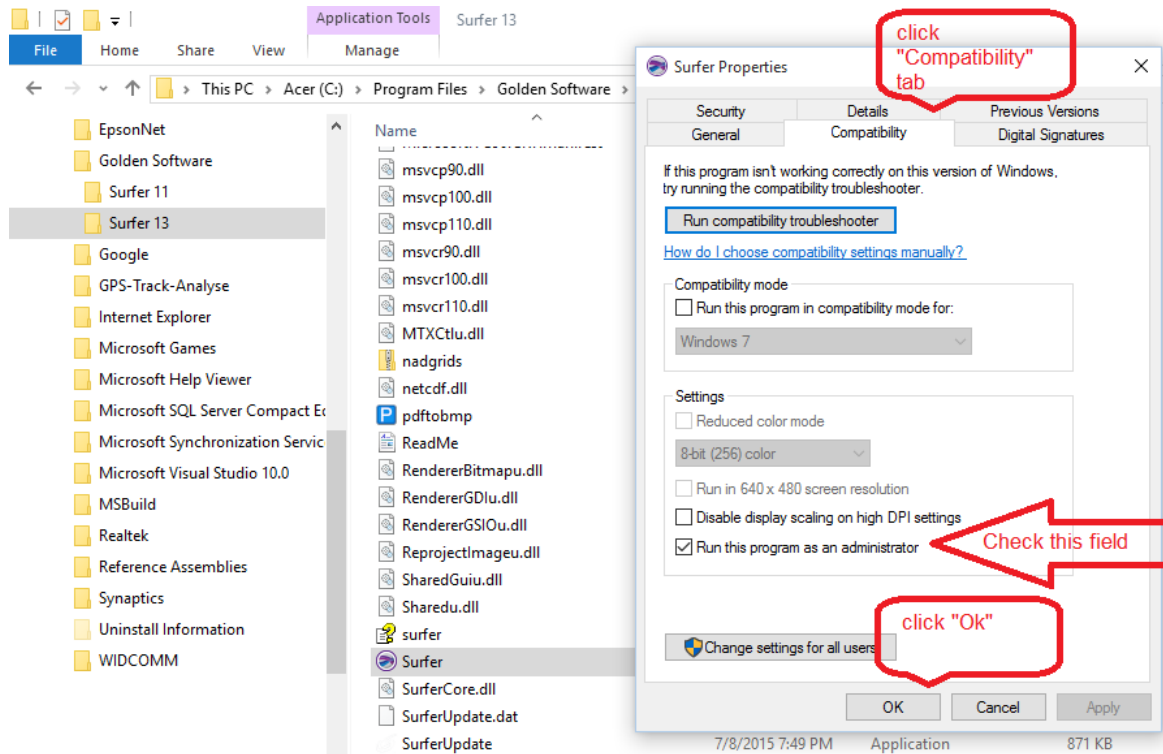 Application Tools
Surfer 13
File
Home
Share
View
Manage
This PC
Acer (C:)
Program Files
Golden Software
EpsonNet
Golden Software
Surfer 11
Surfer 13
Google
GPS-Track-Analyse
Internet Explorer
Microsoft Games
Microsoft Help Viewer
Microsoft SQL Server Compact Ed
Microsoft Synchronization Servic
Microsoft Visual Studio 10.0
MSBuild
Realtek
Reference Assemblies
Synaptics
Uninstall Information
WIDCOMM
Name
msvcp90.dll
msvcp100.dll
msvcp110.dll
msvcr90.dll
msvcr100.dll
msvcr110.dll
MTXCtlu.dll
nadgrids
netcdf.dll
pdftobmp
ReadMe
RendererBitmapu.dll
RendererGDIu.dll
RendererGSIOu.dll
ReprojectImageu.dll
SharedGuiu.dll
Sharedu.dll
surfer
Surfer
SurferCore.dll
SurferUpdate.dat
SurferUpdate
7/8/2015 7:49 PM
Application
871 KB
Surfer Properties
click
"Compatibility"
tab
Security
Details
Previous Versions
General
Compatibility
Digital Signatures
If this program isn't working correctly on this version of Windows,
try running the compatibility troubleshooter.
Run compatibility troubleshooter
How do I choose compatibility settings manually?
Compatibility mode
Run this program in compatibility mode for:
Windows 7
Settings
Reduced color mode
8-bit (256) color
Run in 640 x 480 screen resolution
Disable display scaling on high DPI settings
Run this program as an administrator
Check this field
click "Ok"
Change settings for all users
OK
Cancel
Apply